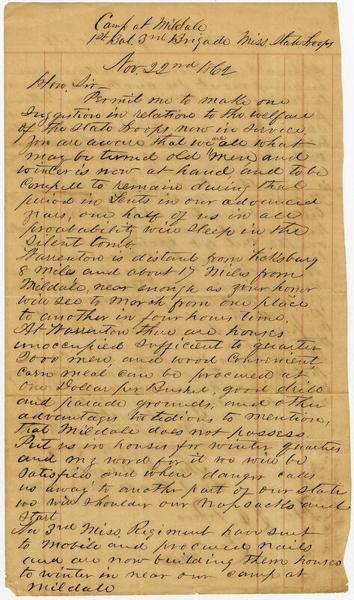 Camp at Mildale
1st Bat. 3rd Brigade Miss State Troops
Nov. 22nd 1862
Hon. Sir
Permit me to make one
Suggestion in relation to the welfare
of the State Troops now in Service
you are aware that we are all what
may be turmd old men and
winter is now at hand and to be
Compelld to remain during that
period in Tents in our advanced
years, one half of us in all
probability will sleep in the
Silent tomb.
Warrenton is distant from Vicksburg
8 Miles and about 17 Miles from
Mildale, near enough as your honor
will See to March from one place
to another in four hours time.
At Warrenton there are houses
unoccupied Sufficient to quarter
2000 men and wood Convenient,
Corn meal can be procured at
one Dollar per Bushel, good drill
and parade grounds, and other
advantages tedious to mention,
that Mildale does not possess.
Put us in houses for winter quarters
and my word for it we will be
Satisfied, and when danger calls
us away to another part of our State
we will Shoulder our Napsacks and
Start.
3rd Miss. Regiment have sent
to Mobile and procured nails
and are now building them houses
to winter in near our camp at
Mildale